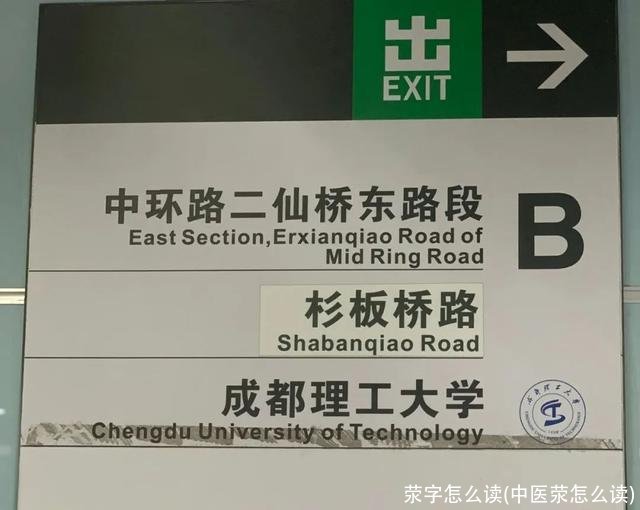 出
EXIT
中环路二仙桥东路段
East Section,Erxianqiao Road of
Mid Ring Road
B
杉板桥路
Shabanqiao Road
成都理工大学
Chengdu University of Technology
荥字怎么读(中医荥怎么读)